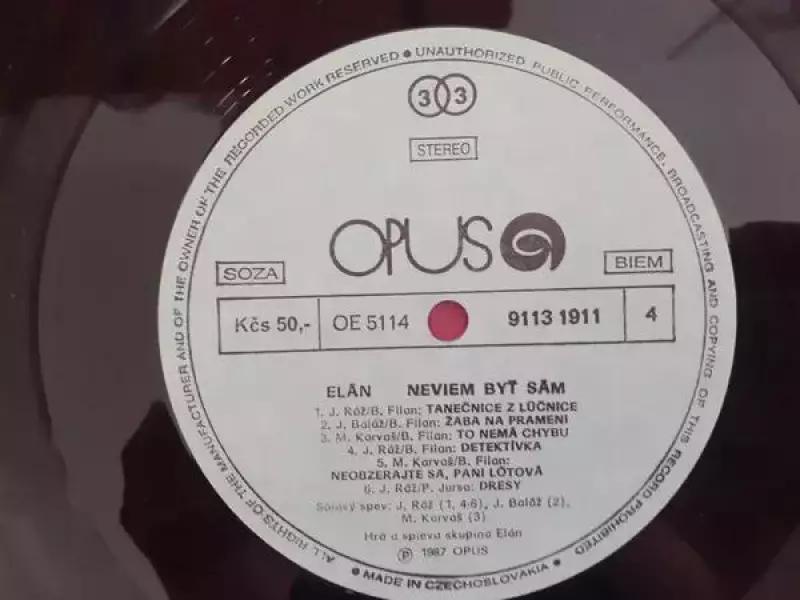 ALL RIGHTS OF THE MANUFACTURER AND OF THE OWNER OF THE RECORDED WORK RESERVED • UNAUTHORIZED PUBLIC PERFORMANCE, BROADCASTING AND COPYING OF THIS RECORD PROHIBITED
33
STEREO
OPUS
SOZA
BIEM
Kčs 50,-
OE 5114
9113 1911
4
ELÁN NEVIEM BYŤ SÁM
1. J. Ráž/B. Filan: TANEČNICE Z LÚČNICE
2. J. Baláž/B. Filan: ŽABA NA PRAMENI
3. M. Karvaš/B. Filan: TO NEMÁ CHYBU
4. J. Ráž/B. Filan: DETEKTÍVKA
5. M. Karvaš/B. Filan:
NEOBZERAJTE SA, PANI LÓTOVÁ
6. J. Ráž/P. Jursa: DRESY
Sólový spev: J. Ráž (1, 4-6), J. Baláž (2),
M. Karvaš (3)
Hrá a spieva skupina Elán
Ⓟ 1987 OPUS
• MADE IN CZECHOSLOVAKIA •